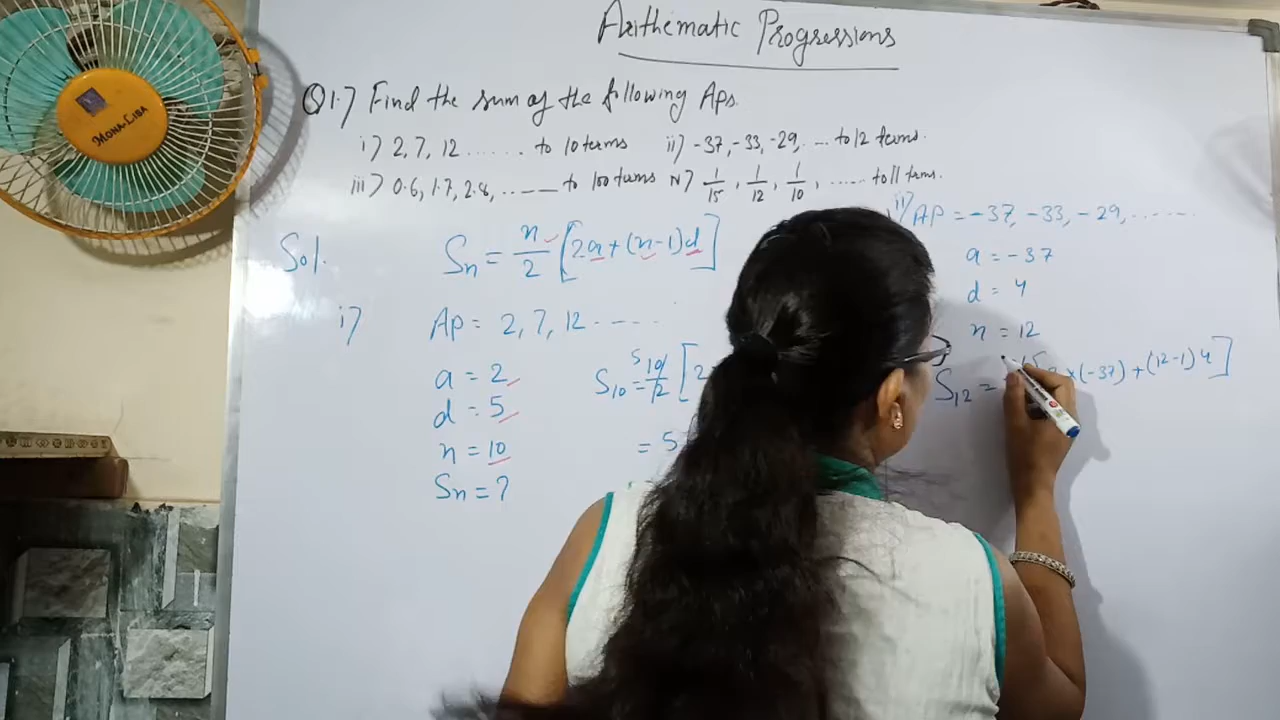 Arithematic Progressions
Q1.7 Find the sum of the following Aps.
i) 2, 7, 12 ....... to 10 terms ii) -37, -33, -29, .... to 12 terms.
iii) 0.6, 1.7, 2.8, ........ to 100 terms iv) 1/15, 1/12, 1/10, ...... to 11 terms.
Sol. Sn = n/2 [2a + (n-1)d]
i) AP = 2, 7, 12 ......
a = 2
d = 5
n = 10
Sn = ?
S10 = 10/2 [2
= 5
ii) AP = -37, -33, -29, .......
a = -37
d = 4
n = 12
S12 = × (-37) + (12-1) 4]
MONA-LISA